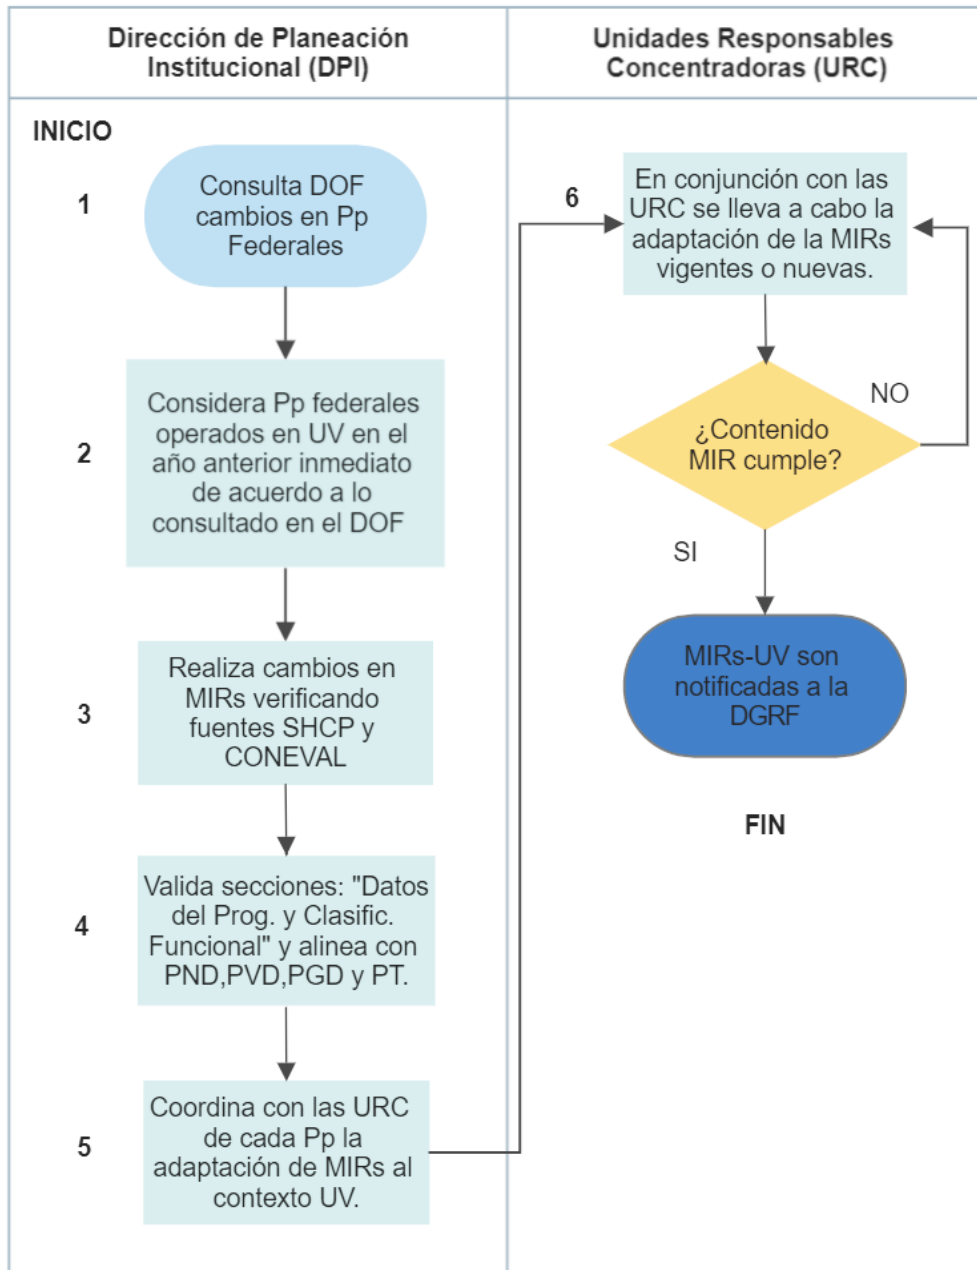 Dirección de Planeación
Institucional (DPI)
Unidades Responsables
Concentradoras (URC)
INICIO
1
Consulta DOF
cambios en Pp
Federales
2
Considera Pp federales
operados en UV en el
año anterior inmediato
de acuerdo a lo
consultado en el DOF
3
Realiza cambios en
MIRs verificando
fuentes SHCP y
CONEVAL
4
Valida secciones: "Datos
del Prog. y Clasific.
Funcional" y alinea con
PND,PVD,PGD y PT.
5
Coordina con las URC
de cada Pp la
adaptación de MIRs al
contexto UV.
6
En conjunción con las
URC se lleva a cabo la
adaptación de la MIRs
vigentes o nuevas.
¿Contenido
MIR cumple?
NO
SI
MIRs-UV son
notificadas a la
DGRF
FIN